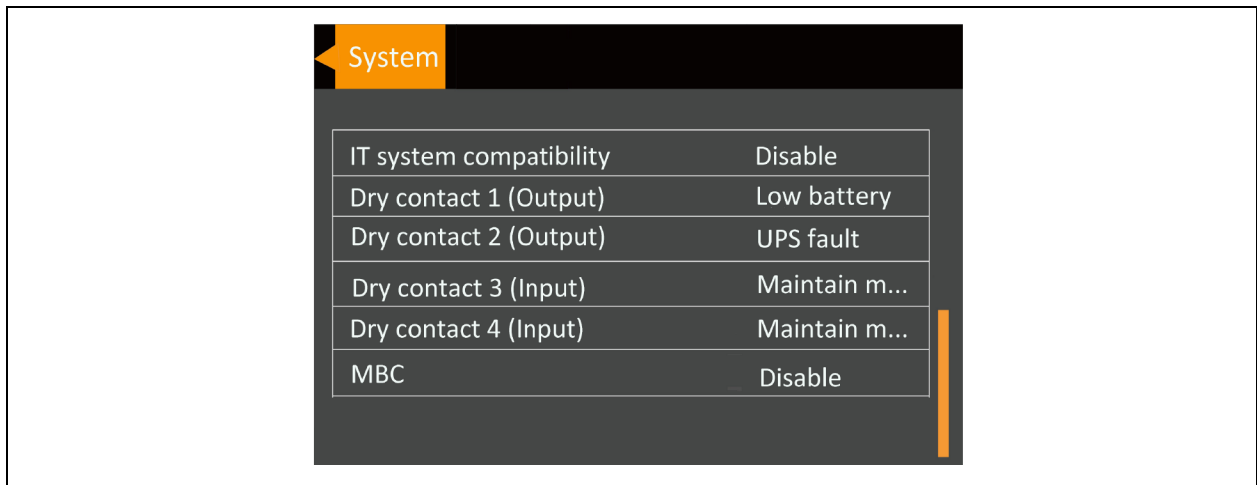 System
IT system compatibility Disable
Dry contact 1 (Output) Low battery
Dry contact 2 (Output) UPS fault
Dry contact 3 (Input) Maintain m...
Dry contact 4 (Input) Maintain m...
MBC Disable